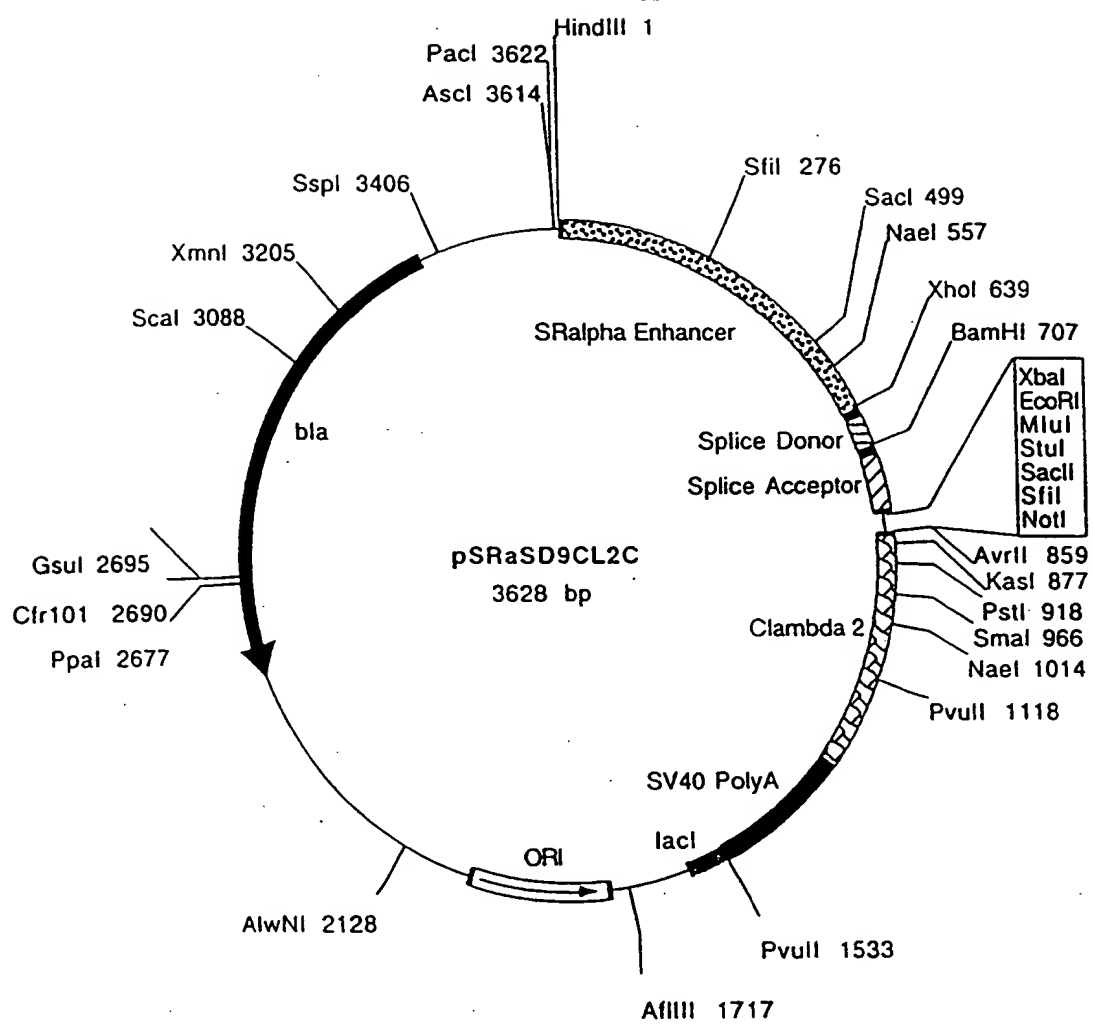 HindIII 1
PacI 3622
AscI 3614
SspI 3406
XmnI 3205
ScaI 3088
SfiI 276
SacI 499
NaeI 557
XhoI 639
BamHI 707
XbaI
EcoRI
MluI
StuI
SacII
SfiI
NotI
SRalpha Enhancer
Splice Donor
Splice Acceptor
bla
pSRaSD9CL2C
3628 bp
AvrII 859
KasI 877
PstI 918
SmaI 966
NaeI 1014
PvuII 1118
Clambda 2
GsuI 2695
Cfr101 2690
PpaI 2677
SV40 PolyA
lacI
ORI
AlwNI 2128
PvuII 1533
AflIII 1717